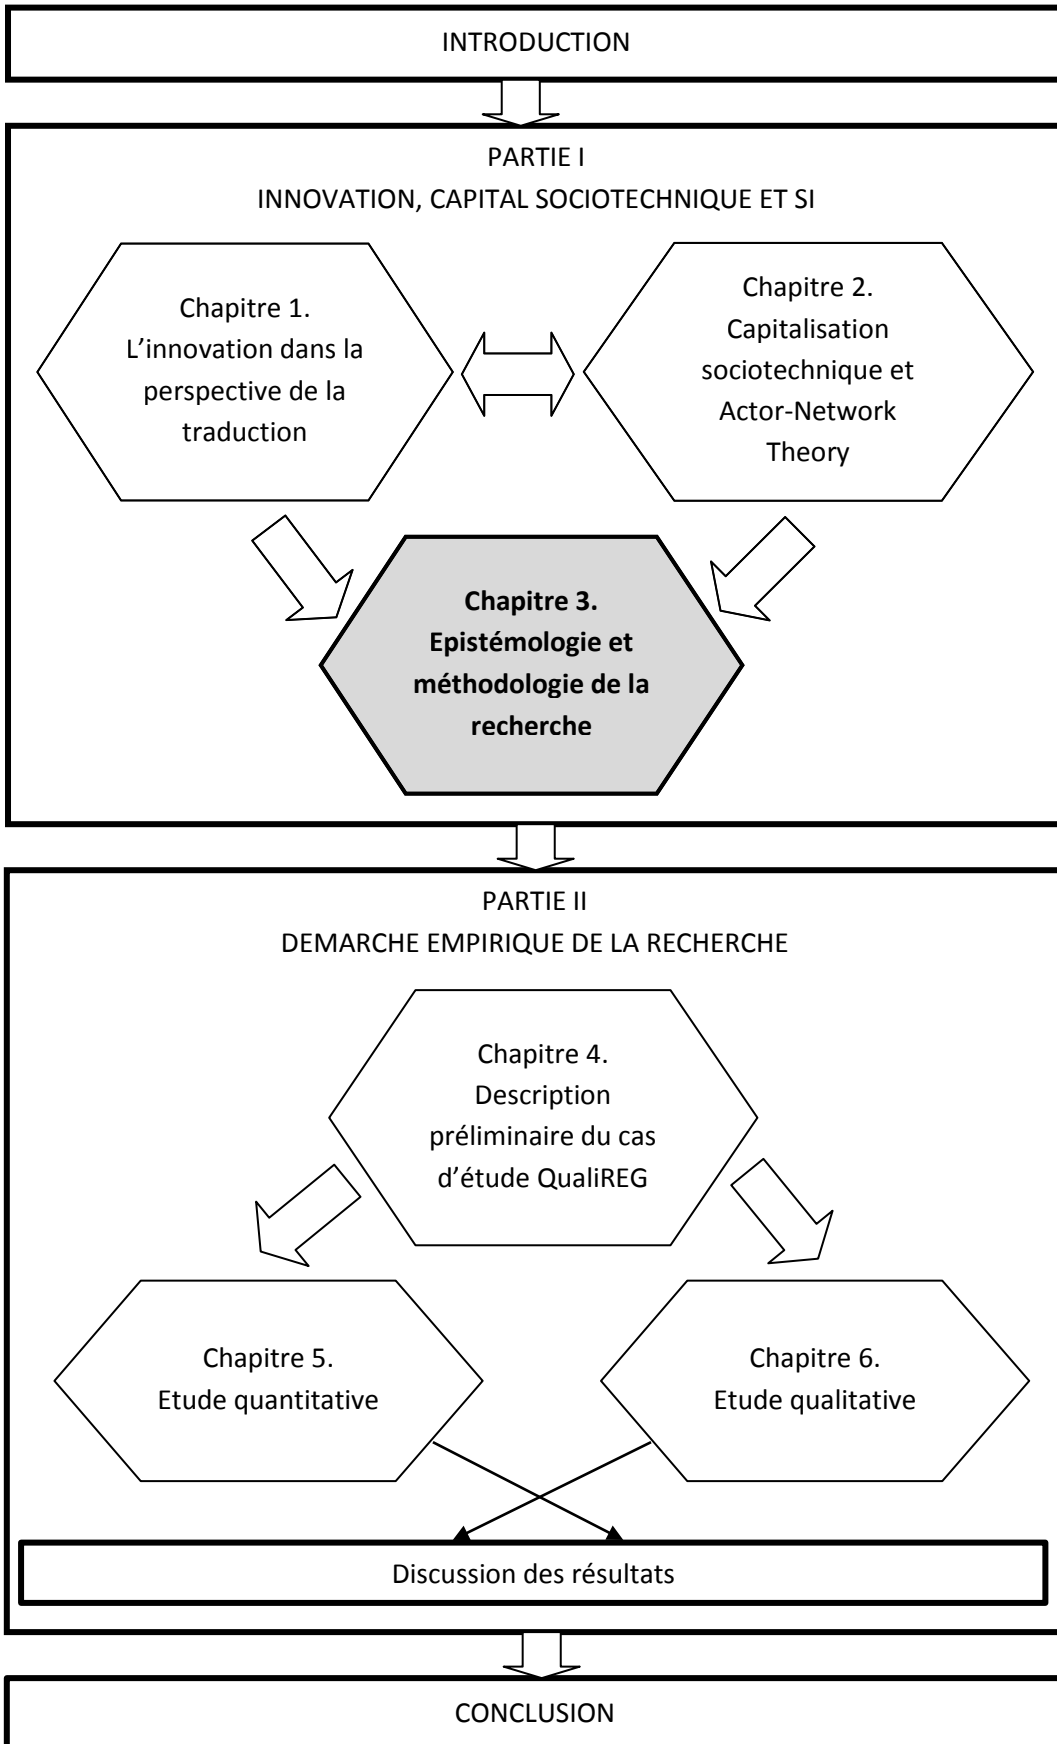 INTRODUCTION
PARTIE I
INNOVATION, CAPITAL SOCIOTECHNIQUE ET SI
Chapitre 1.
L’innovation dans la
perspective de la
traduction
Chapitre 2.
Capitalisation
sociotechnique et
Actor-Network
Theory
Chapitre 3.
Epistémologie et
méthodologie de la
recherche
PARTIE II
DEMARCHE EMPIRIQUE DE LA RECHERCHE
Chapitre 4.
Description
préliminaire du cas
d’étude QualiREG
Chapitre 5.
Etude quantitative
Chapitre 6.
Etude qualitative
Discussion des résultats
CONCLUSION